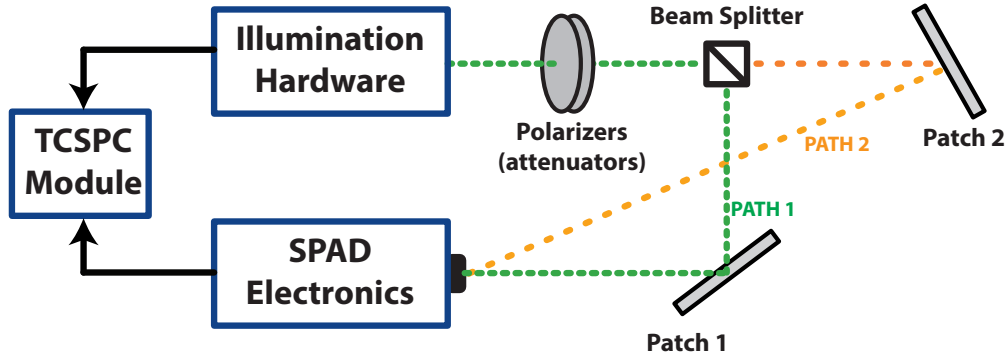 Illumination
Hardware
Beam Splitter
TCSPC
Module
Polarizers
(attenuators)
Patch 2
PATH 2
PATH 1
SPAD
Electronics
Patch 1